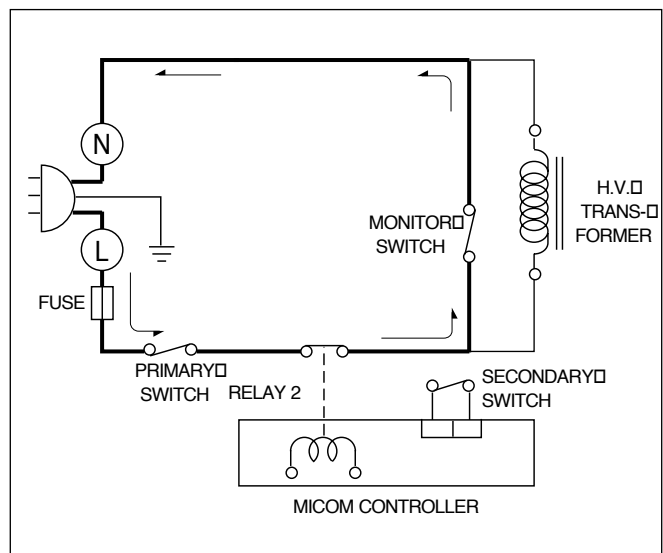 N
H.V.□
TRANS-□
FORMER
MONITOR□
SWITCH
L
FUSE
PRIMARY□
SWITCH
RELAY 2
SECONDARY□
SWITCH
MICOM CONTROLLER